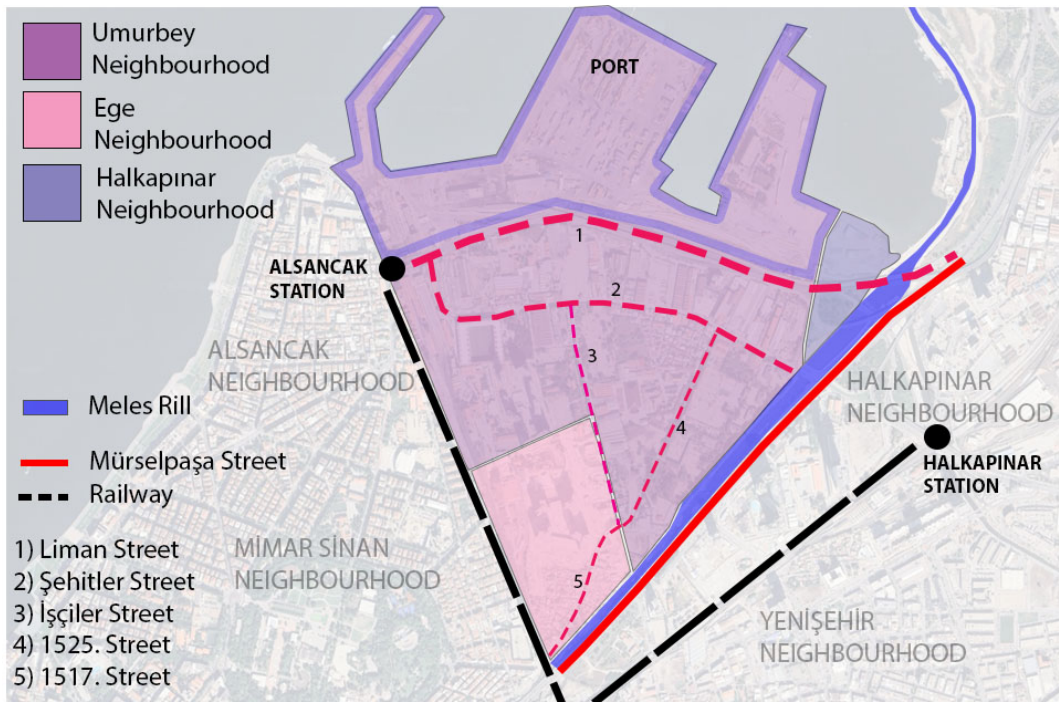 Umurbey
Neighbourhood
Ege
Neighbourhood
Halkapınar
Neighbourhood
PORT
1
ALSANCAK
STATION
2
3
ALSANCAK
NEIGHBOURHOOD
4
HALKAPINAR
NEIGHBOURHOOD
Meles Rill
Mürselpaşa Street
Railway
HALKAPINAR
STATION
1) Liman Street
2) Şehitler Street
3) İşçiler Street
4) 1525. Street
5) 1517. Street
MİMAR SİNAN
NEIGHBOURHOOD
5
YENİŞEHİR
NEIGHBOURHOOD